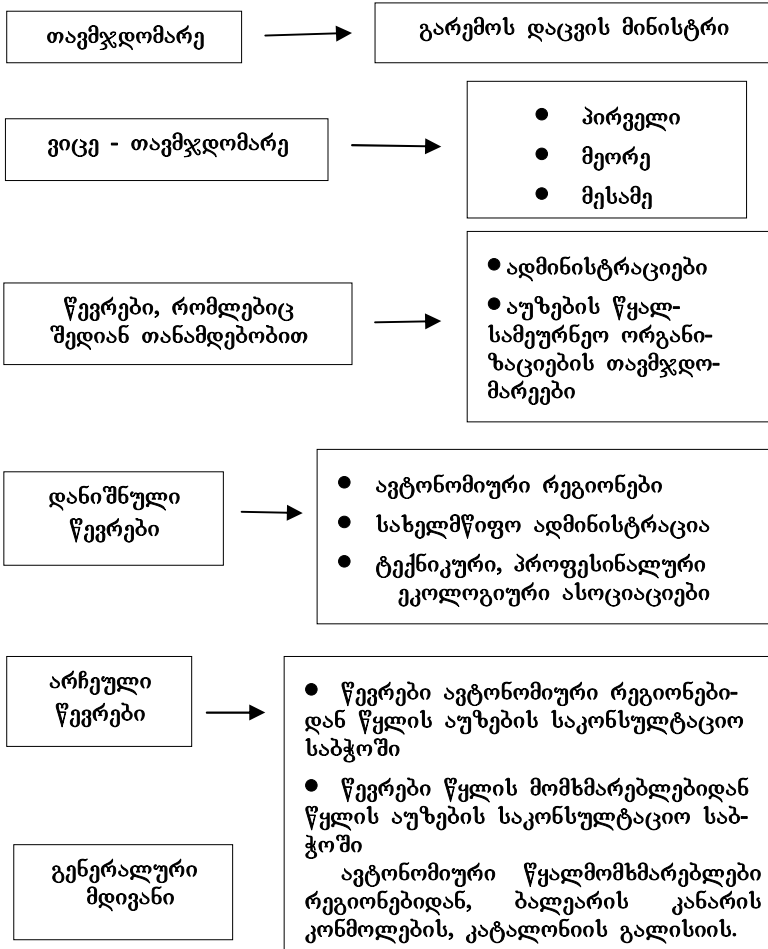 თავმჯდომარე
გარემოს დაცვის მინისტრი
ვიცე - თავმჯდომარე
● პირველი
● მეორე
● მესამე
წევრები, რომლებიც
შედიან თანამდებობით
● ადმინისტრაციები
● აუზების წყალ-
სამეურნეო ორგანი-
ზაციების თავმჯდო-
მარეები
დანიშნული
წევრები
● ავტონომიური რეგიონები
● სახელმწიფო ადმინისტრაცია
● ტექნიკური, პროფესინალური
ეკოლოგიური ასოციაციები
არჩეული
წევრები
● წევრები ავტონომიური რეგიონები-
დან წყლის აუზების საკონსულტაციო
საბჭოში
● წევრები წყლის მომხმარებლებიდან
წყლის აუზების საკონსულტაციო საბ-
ჭოში
ავტონომიური წყალმომხმარებლები
რეგიონებიდან, ბალეარის კანარის
კონმოლების, კატალონიის გალისიის.
გენერალური
მდივანი